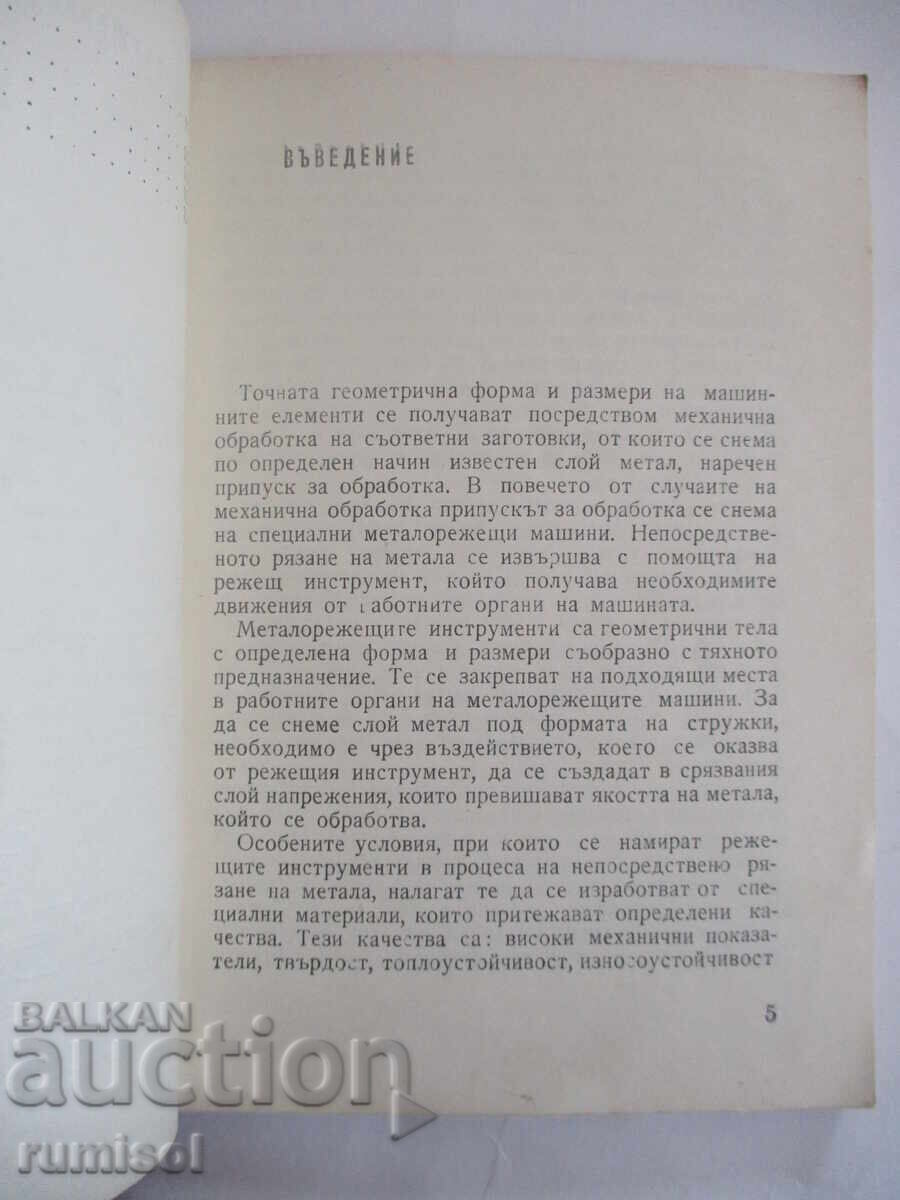 ВЪВЕДЕНИЕ
Точната геометрична форма и размери на машин-
ните елементи се получават посредством механична
обработка на съответни заготовки, от които се снема
по определен начин известен слой метал, наречен
припуск за обработка. В повечето от случаите на
механична обработка припускът за обработка се снема
на специални металорежещи машини. Непосредстве-
ното рязане на метала се извършва с помощта на
режещ инструмент, който получава необходимите
движения от работните органи на машината.
Металорежещите инструменти са геометрични тела
с определена форма и размери съобразно с тяхното
предназначение. Те се закрепват на подходящи места
в работните органи на металорежещите машини. За
да се снеме слой метал под формата на стружки,
необходимо е чрез въздействието, което се оказва
от режещия инструмент, да се създадат в срязвания
слой напрежения, които превишават якостта на метала,
който се обработва.
Особените условия, при които се намират реже-
щите инструменти в процеса на непосредствено ря-
зане на метала, налагат те да се изработват от спе-
циални материали, които притежават определени ка-
чества. Тези качества са: високи механични показа-
тели, твърдост, топлоустойчивост, износоустойчивост
5
BALKAN
auction
rumisol